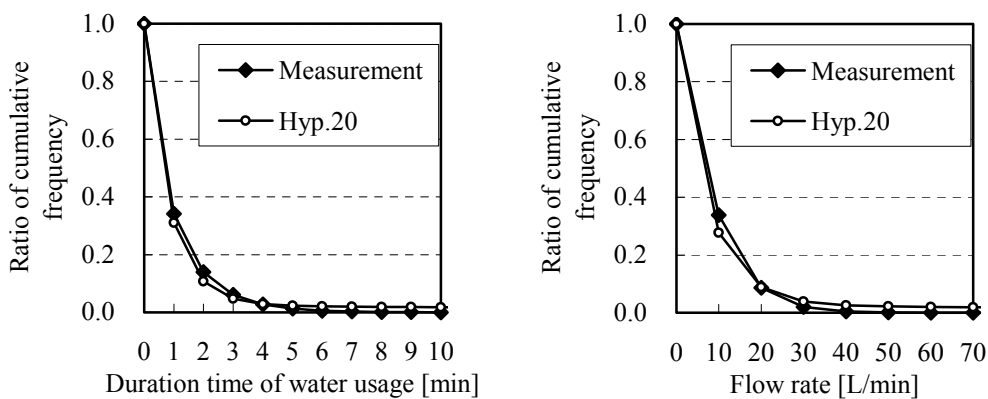 1.0
0.8
0.6
0.4
0.2
0.0
Ratio of cumulative
frequency
Measurement
Hyp.20
0 1 2 3 4 5 6 7 8 9 10
Duration time of water usage [min]
1.0
0.8
0.6
0.4
0.2
0.0
Ratio of cumulative
frequency
Measurement
Hyp.20
0 10 20 30 40 50 60 70
Flow rate [L/min]